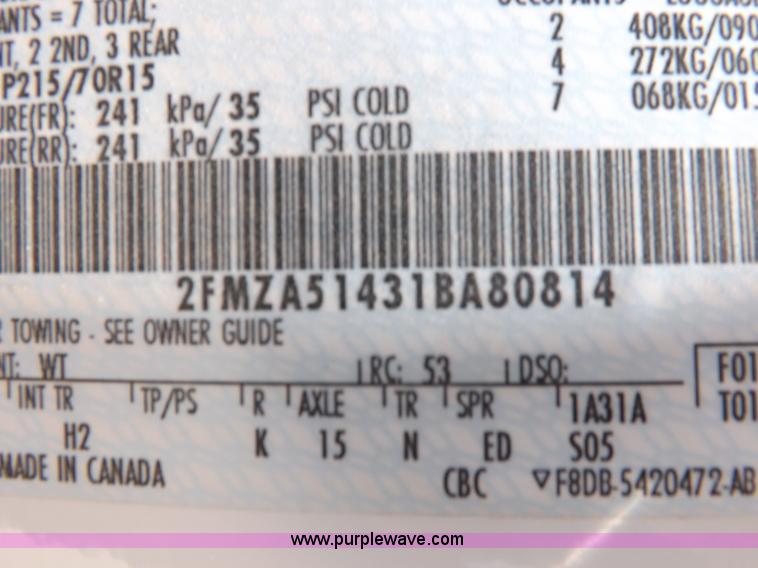 ANTS = 7 TOTAL;
NT, 2 2ND, 3 REAR
P215/70R15
URE(FR): 241 kPa/ 35 PSI COLD
URE(RR): 241 kPa/ 35 PSI COLD
2 408KG/090
4 272KG/060
7 068KG/015
2FMZA51431BA80814
R TOWING - SEE OWNER GUIDE
NT: WT RC: 53 DSO:
INT TR TP/PS R AXLE TR SPR 1A31A
H2 K 15 N ED S05
F01
T01
MADE IN CANADA
CBC ▽F8DB-5420472-AB
www.purplewave.com